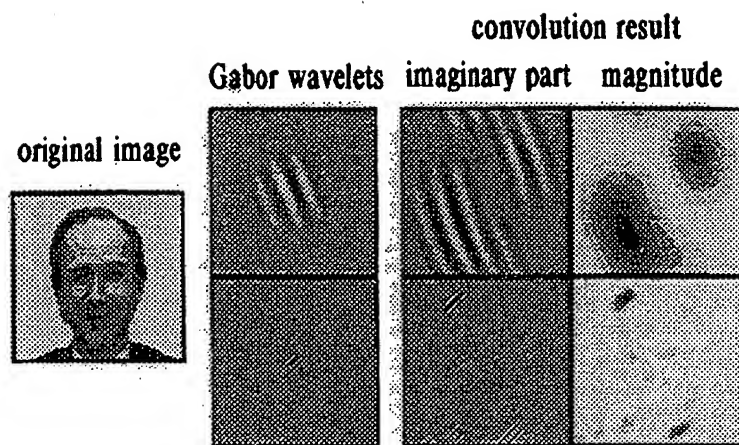 convolution result
Gabor wavelets imaginary part magnitude
original image